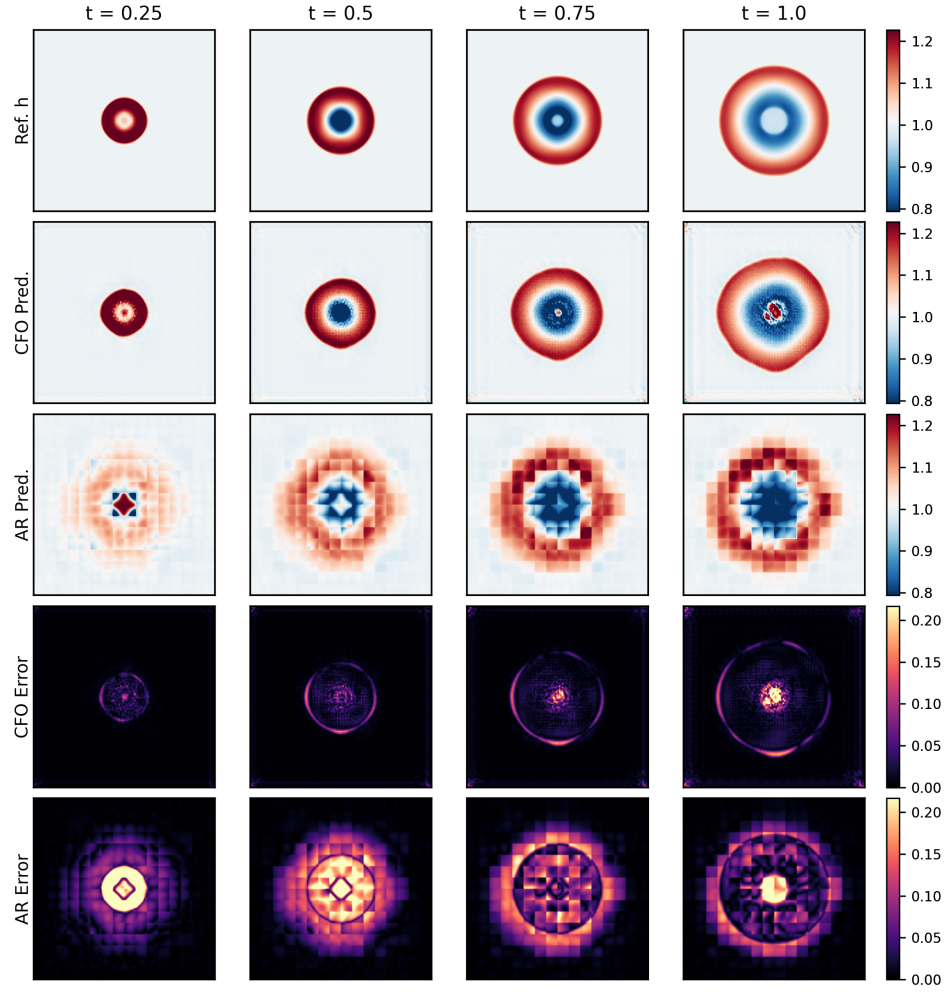 t = 0.25
t = 0.5
t = 0.75
t = 1.0
Ref. h
1.2
1.1
1.0
0.9
0.8
CFO Pred.
1.2
1.1
1.0
0.9
0.8
AR Pred.
1.2
1.1
1.0
0.9
0.8
CFO Error
0.20
0.15
0.10
0.05
0.00
AR Error
0.20
0.15
0.10
0.05
0.00